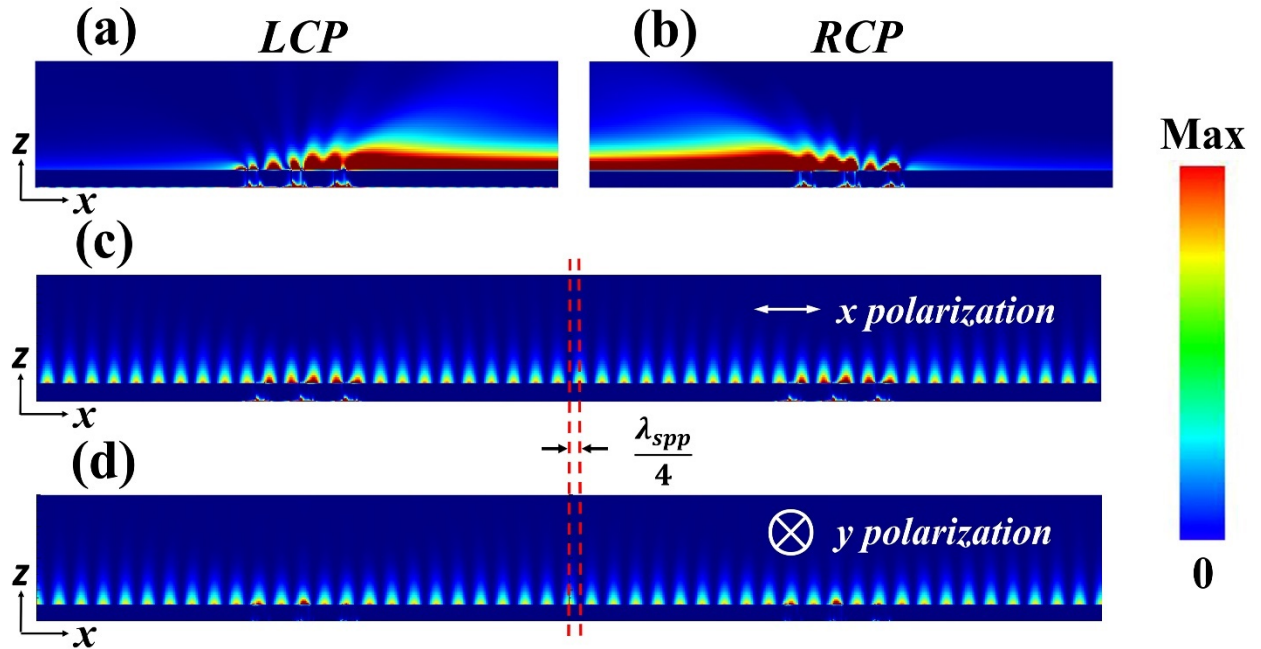 (a) LCP
(b) RCP
z
x
Max
(c)
x polarization
z
x
λspp
4
(d)
y polarization
z
x
0